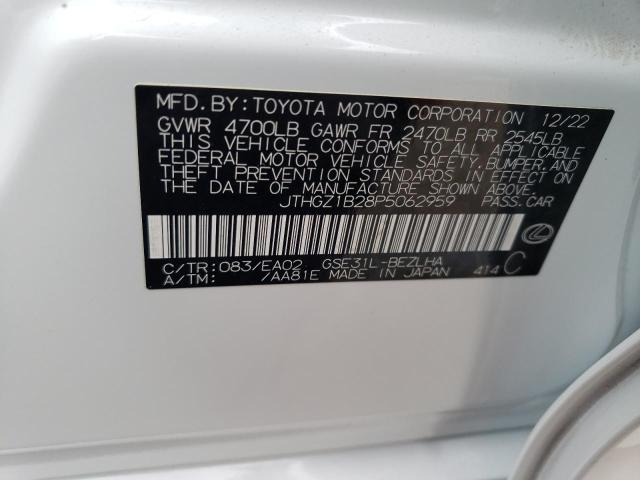 MFD. BY: TOYOTA MOTOR CORPORATION 12/22
GVWR 4700LB GAWR FR 2470LB RR 2545LB
THIS VEHICLE CONFORMS TO ALL APPLICABLE
FEDERAL MOTOR VEHICLE SAFETY, BUMPER, AND
THEFT PREVENTION STANDARDS IN EFFECT ON
THE DATE OF MANUFACTURE SHOWN ABOVE.
JTHGZ1B28P5062959 PASS. CAR
C/TR: 083/EA02 GSE31L-BEZLHA
A/TM: /AA81E MADE IN JAPAN 414 C